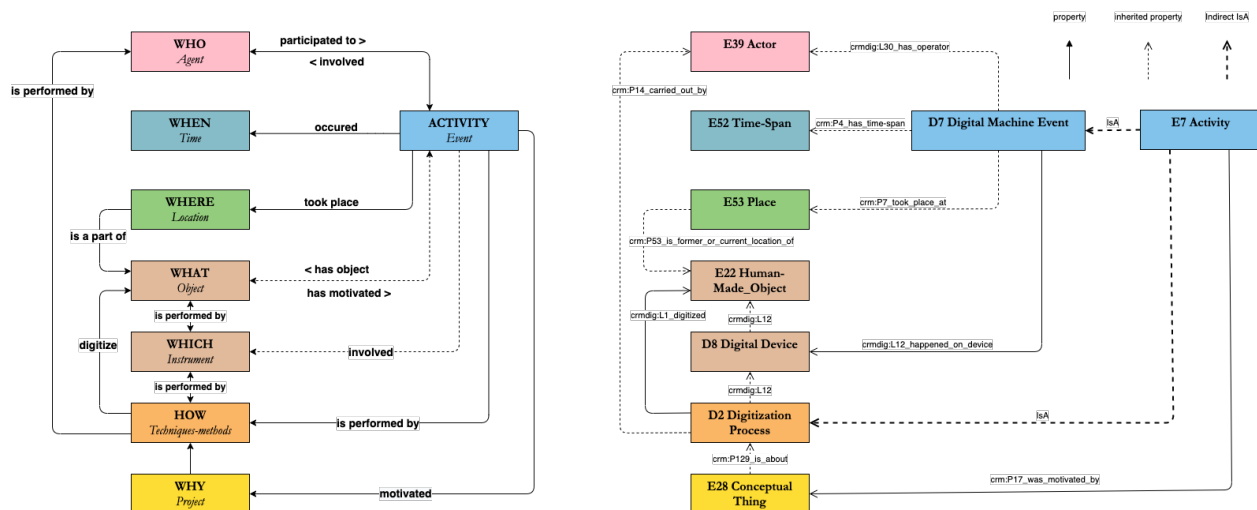 WHO
Agent
participated to >
< involved
is performed by
WHEN
Time
occured
ACTIVITY
Event
WHERE
Location
took place
is a part of
WHAT
Object
< has object
has motivated >
is performed by
digitize
WHICH
Instrument
involved
is performed by
HOW
Techniques-methods
is performed by
WHY
Project
motivated
property
inherited property
Indirect IsA
E39 Actor
crmdig:L30_has_operator
crm:P14_carried_out_by
E52 Time-Span
crm:P4_has_time-span
D7 Digital Machine Event
IsA
E7 Activity
E53 Place
crm:P7_took_place_at
crm:P53_is_former_or_current_location_of
E22 Human-
Made_Object
crmdig:L1_digitized
crmdig:L12
D8 Digital Device
crmdig:L12_happened_on_device
crmdig:L12
D2 Digitization
Process
IsA
crm:P129_is_about
E28 Conceptual
Thing
crm:P17_was_motivated_by